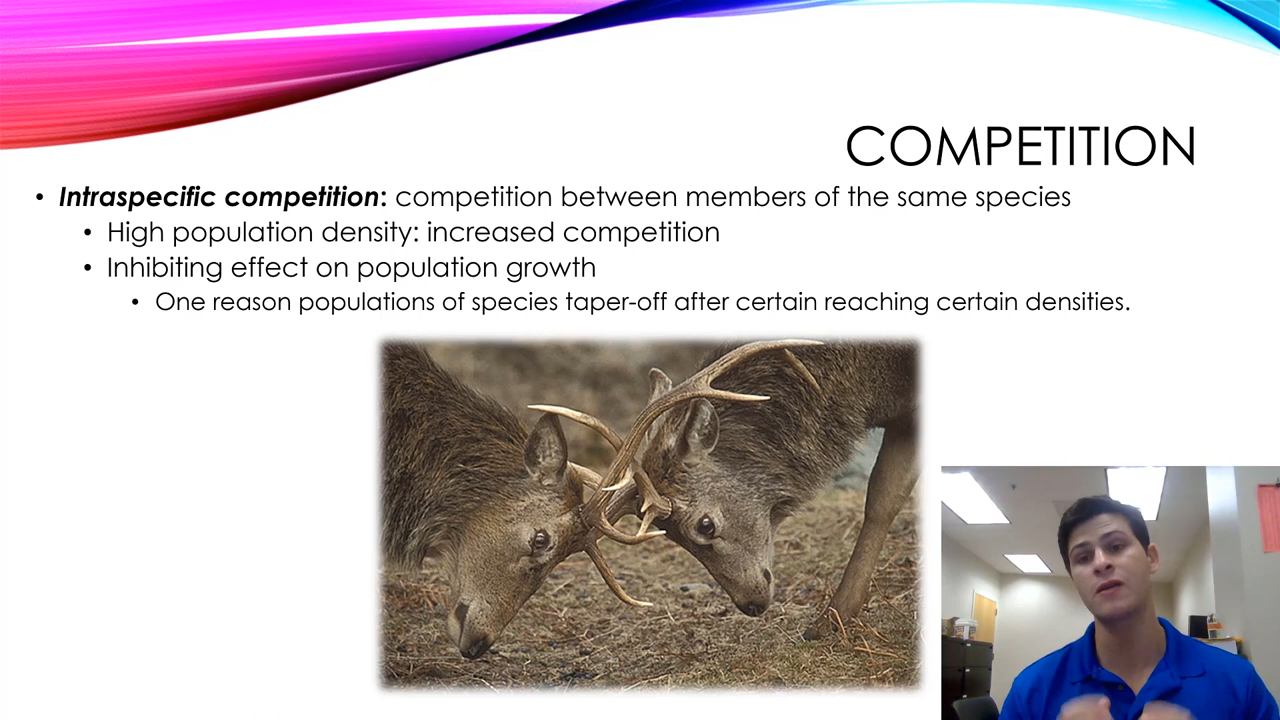 COMPETITION
• Intraspecific competition: competition between members of the same species
• High population density: increased competition
• Inhibiting effect on population growth
• One reason populations of species taper-off after certain reaching certain densities.